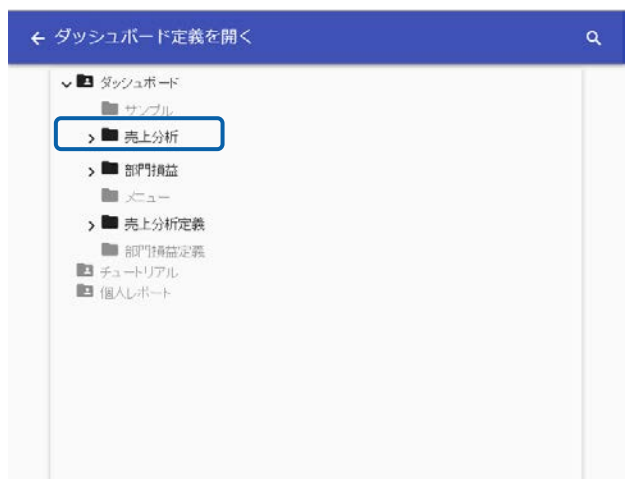 ダッシュボード定義を開く
ダッシュボード
サンプル
売上分析
部門損益
メニュー
売上分析定義
部門損益定義
チュートリアル
個人レポート